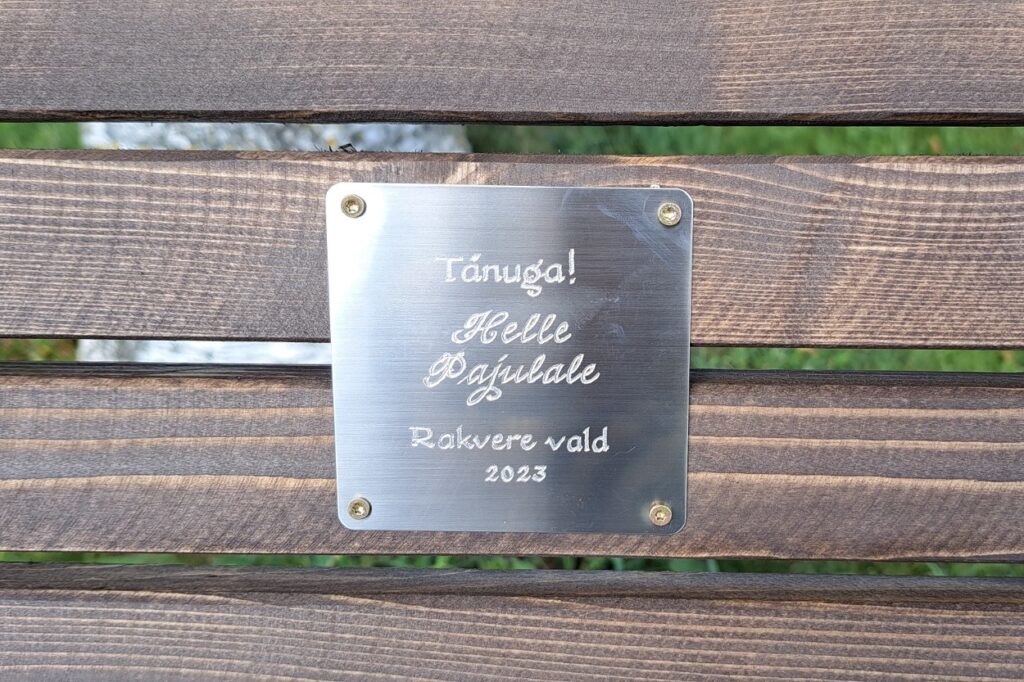 Tänuga!
Helle
Pajulale
Rakvere vald
2023